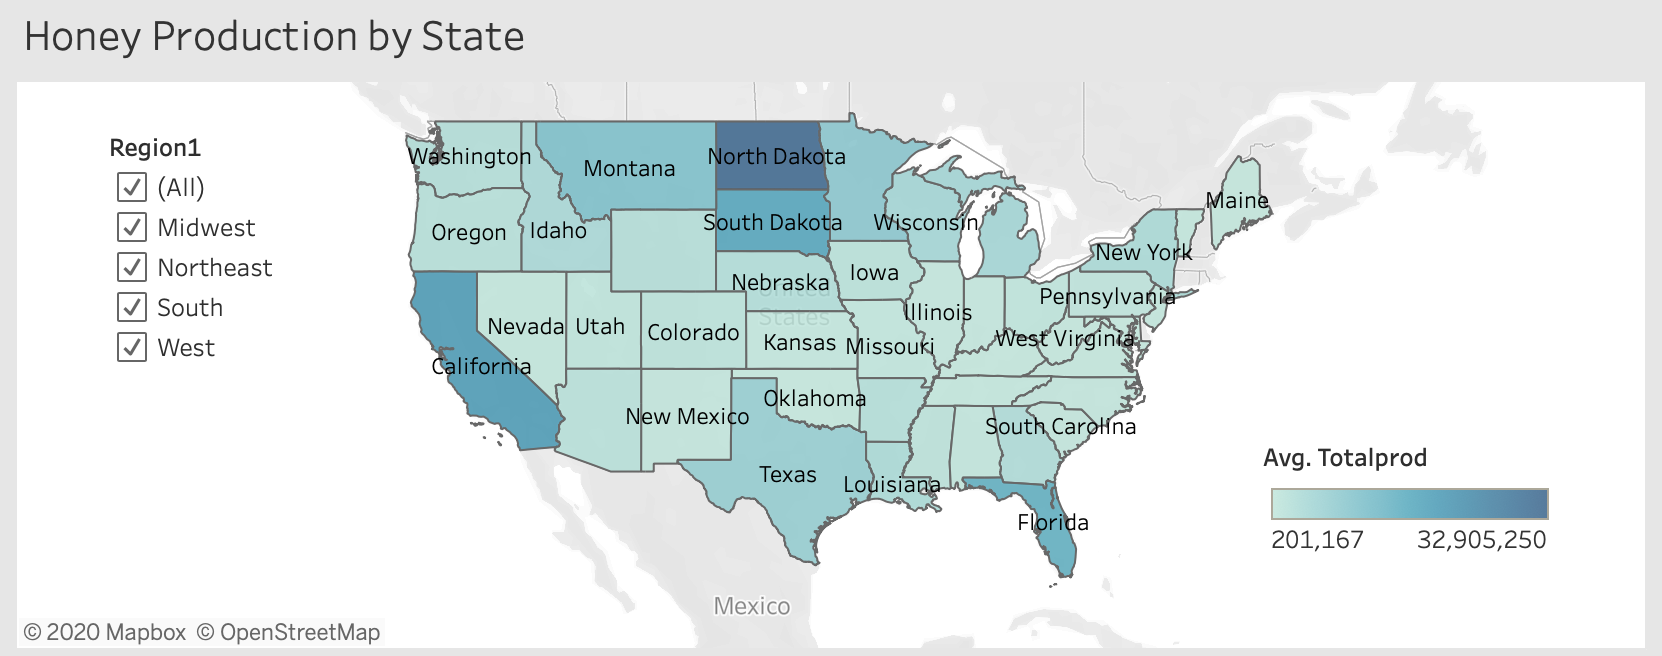 Honey Production by State
Region1
(All)
Midwest
Northeast
South
West
Washington
Montana
North Dakota
Maine
Oregon
Idaho
South Dakota
Wisconsin
New York
Nebraska
Iowa
United
States
Pennsylvania
Illinois
Nevada
Utah
Colorado
Kansas
Missouri
West Virginia
California
Oklahoma
New Mexico
South Carolina
Texas
Louisiana
Florida
Mexico
Avg. Totalprod
201,167
32,905,250
© 2020 Mapbox © OpenStreetMap